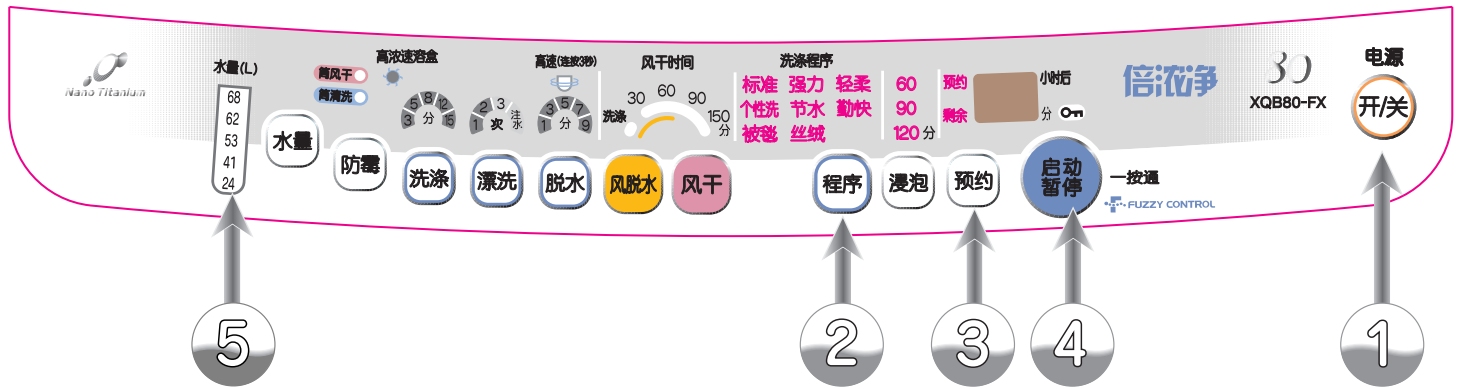 Nano Titanium
水量(L)
68
62
53
41
24
水量
筒风干
筒清洗
防霉
高浓速溶盒
3 5 8 12 15
分
洗涤
1 2 3
次
注水
漂洗
高速(连按3秒)
1 3 5 7 9
分
脱水
风干时间
洗涤
30 60 90 150
分
风脱水
风干
洗涤程序
标准 强力 轻柔
个性洗 节水 勤快
被毯 丝绒
60
90
120 分
预约
剩余
小时后
分
程序
浸泡
预约
启动
暂停
一按通
FUZZY CONTROL
倍浓净
80
XQB80-FX
电源
开/关
5
2
3
4
1